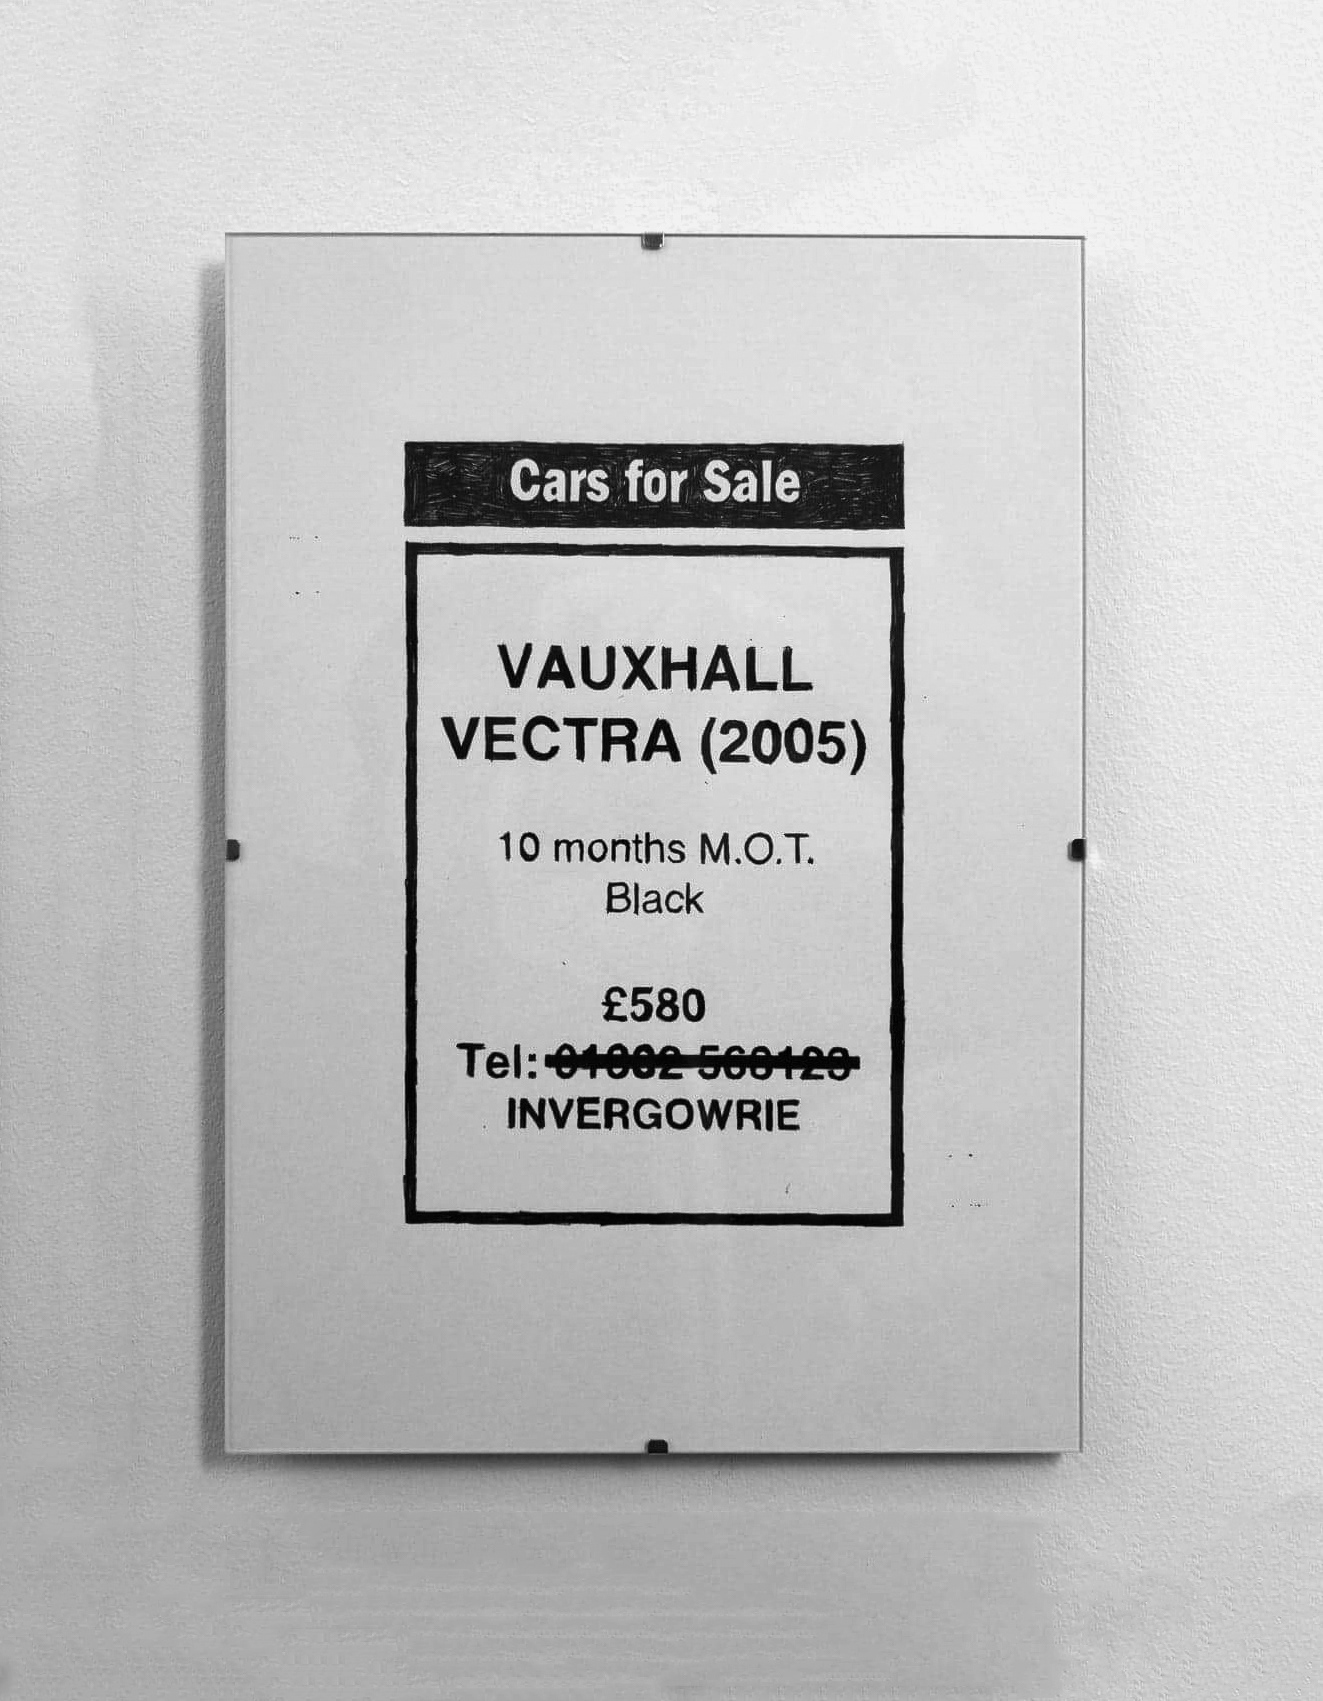 Cars for Sale
VAUXHALL
VECTRA (2005)
10 months M.O.T.
Black
£580
Tel:
INVERGOWRIE